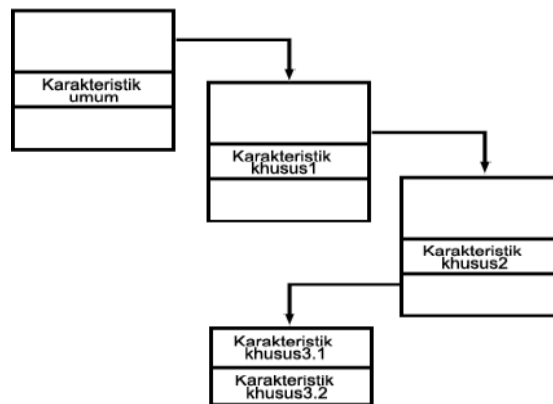 Karakteristik
umum
Karakteristik
khusus1
Karakteristik
khusus2
Karakteristik
khusus3.1
Karakteristik
khusus3.2